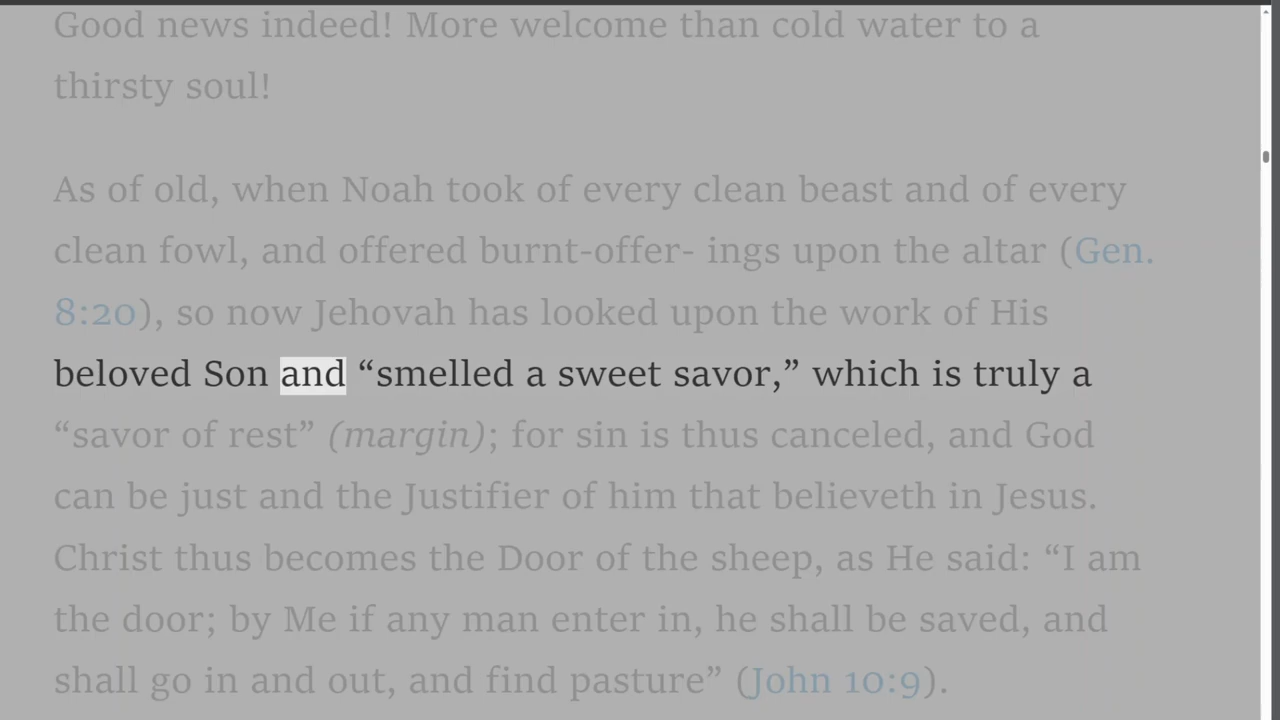 Good news indeed! More welcome than cold water to a
thirsty soul!
As of old, when Noah took of every clean beast and of every
clean fowl, and offered burnt-offer- ings upon the altar (Gen.
8:20), so now Jehovah has looked upon the work of His
beloved Son and “smelled a sweet savor,” which is truly a
“savor of rest” (margin); for sin is thus canceled, and God
can be just and the Justifier of him that believeth in Jesus.
Christ thus becomes the Door of the sheep, as He said: “I am
the door; by Me if any man enter in, he shall be saved, and
shall go in and out, and find pasture” (John 10:9).